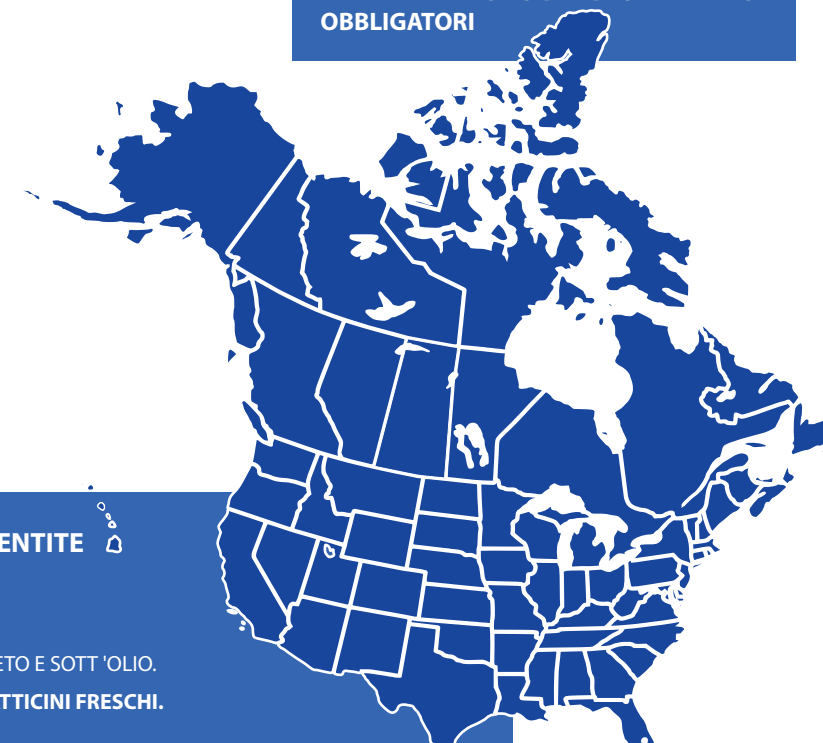 OBBLIGATORI
ENTITE
ETO E SOTT 'OLIO.
TTICINI FRESCHI.